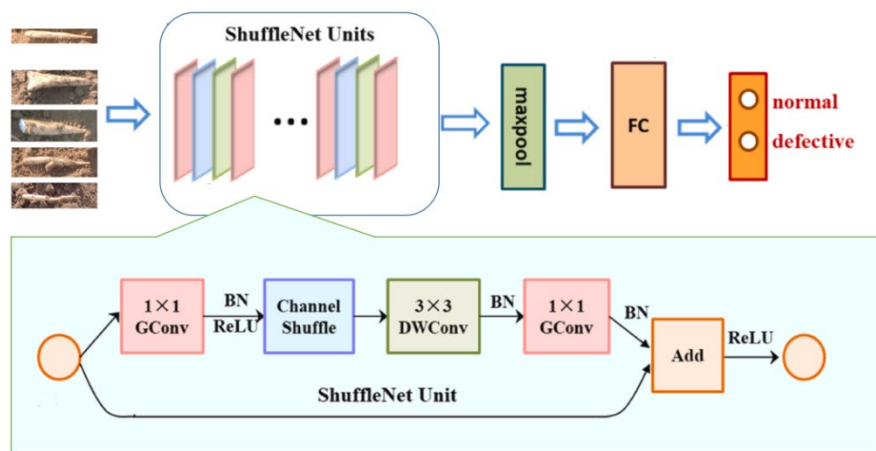 ShuffleNet Units
...
maxpool
FC
normal
defective
1×1
GConv
BN
ReLU
Channel
Shuffle
3×3
DWConv
BN
1×1
GConv
BN
Add
ReLU
ShuffleNet Unit